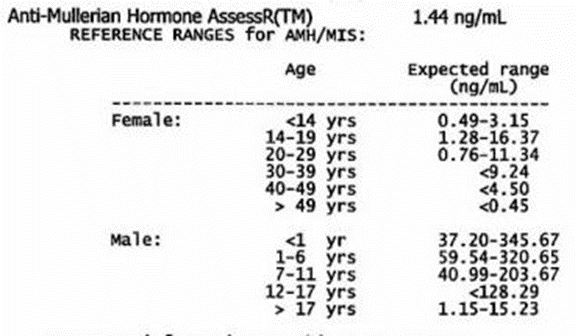 Anti-Mullerian Hormone AssessR(TM) 1.44 ng/mL
REFERENCE RANGES for AMH/MIS:
Age Expected range
(ng/mL)
Female: <14 yrs 0.49-3.15
14-19 yrs 1.28-16.37
20-29 yrs 0.76-11.34
30-39 yrs <9.24
40-49 yrs <4.50
> 49 yrs <0.45
Male: <1 yr 37.20-345.67
1-6 yrs 59.54-320.65
7-11 yrs 40.99-203.67
12-17 yrs <128.29
> 17 yrs 1.15-15.23